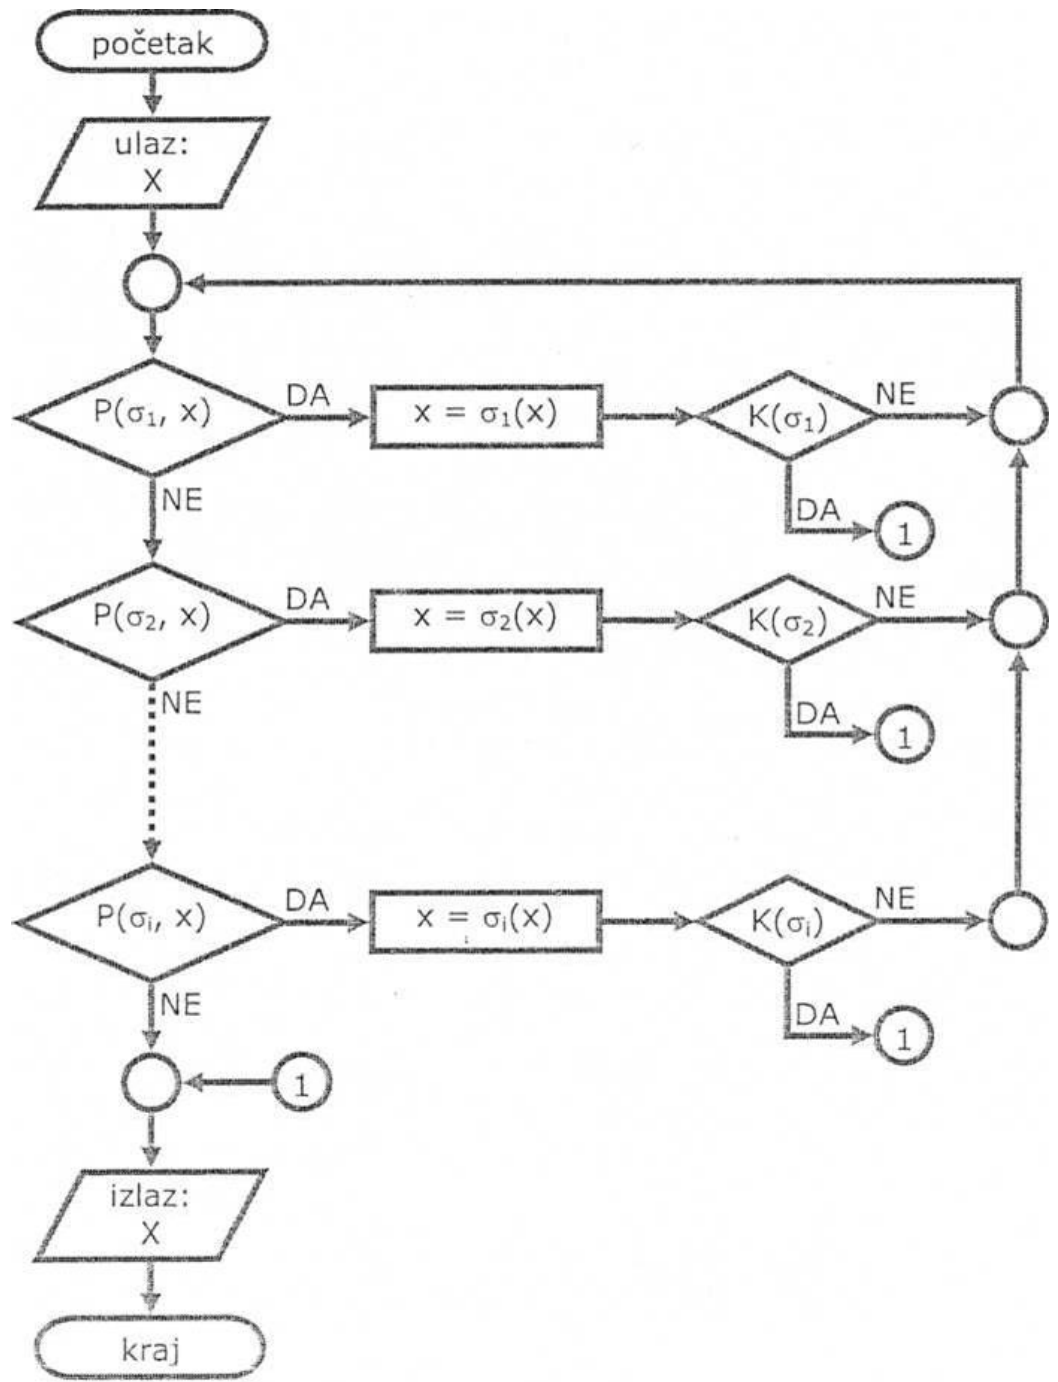 početak
ulaz:
X
P(σ₁, x)
DA
x = σ₁(x)
K(σ₁)
NE
DA
1
NE
P(σ₂, x)
DA
x = σ₂(x)
K(σ₂)
NE
DA
1
NE
P(σᵢ, x)
DA
x = σᵢ(x)
K(σᵢ)
NE
DA
1
NE
1
izlaz:
X
kraj